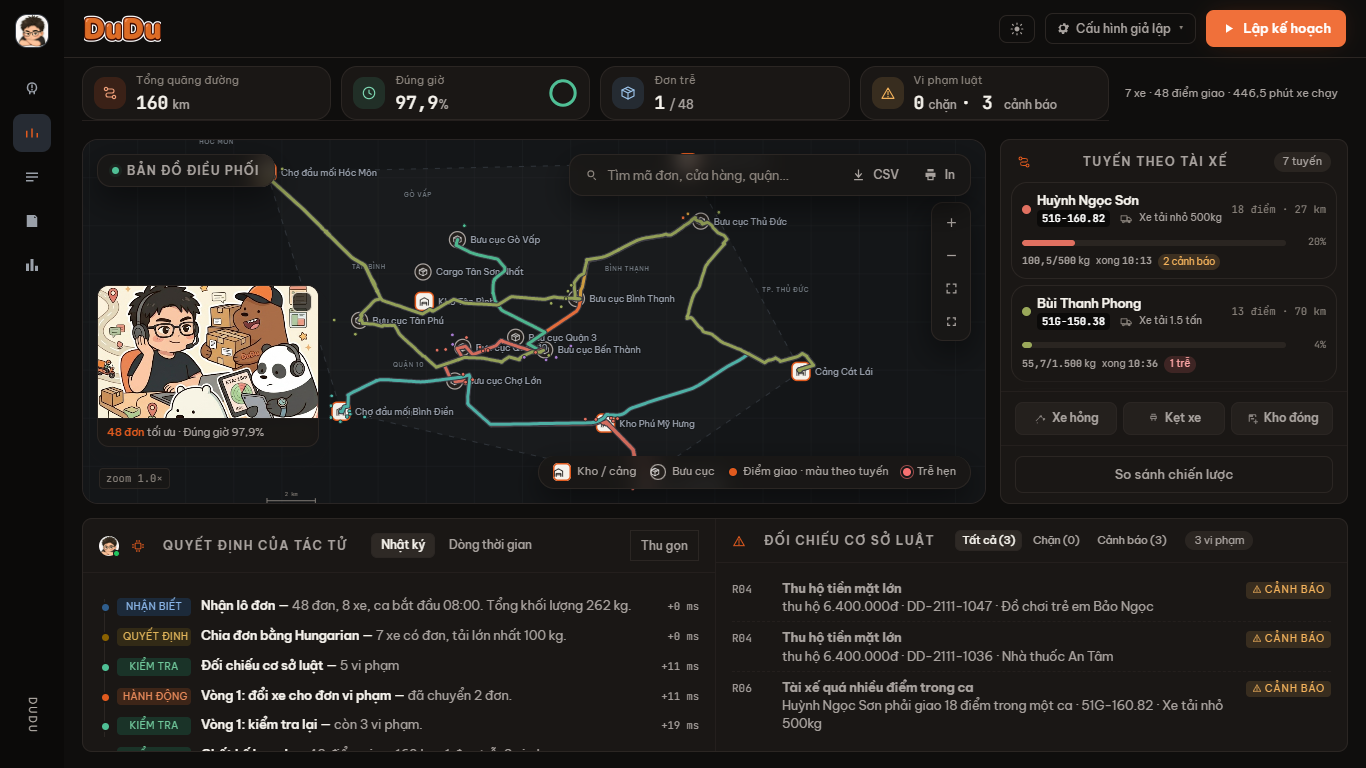 DuDu
Cấu hình giả lập
Lập kế hoạch
Tổng quãng đường
160 km
Đúng giờ
97,9%
Đơn trễ
1 / 48
Vi phạm luật
0 chặn · 3 cảnh báo
7 xe · 48 điểm giao · 446,5 phút xe chạy
HÓC MÔN
BẢN ĐỒ ĐIỀU PHỐI
Chợ đầu mối Hóc Môn
Tìm mã đơn, cửa hàng, quận...
CSV
In
GÒ VẤP
Bưu cục Thủ Đức
Bưu cục Gò Vấp
TÂN BÌNH
Cargo Tân Sơn Nhất
BÌNH THẠNH
TP. THỦ ĐỨC
Kho Tân Bình
Bưu cục Bình Thạnh
Bưu cục Tân Phú
Bưu cục Quận 3
Bưu cục Bến Thành
QUẬN 10
Bưu cục Chợ Lớn
Cảng Cát Lái
Chợ đầu mối Bình Điền
Kho Phú Mỹ Hưng
48 đơn tối ưu · Đúng giờ 97,9%
zoom 1.0×
2 km
Kho / cảng
Bưu cục
Điểm giao · màu theo tuyến
Trễ hẹn
TUYẾN THEO TÀI XẾ
7 tuyến
Huỳnh Ngọc Sơn
18 điểm · 27 km
51G-160.82
Xe tải nhỏ 500kg
20%
100,5/500 kg xong 10:13 2 cảnh báo
Bùi Thanh Phong
13 điểm · 70 km
51G-150.38
Xe tải 1.5 tấn
4%
55,7/1.500 kg xong 10:36 1 trễ
Xe hỏng
Kẹt xe
Kho đóng
So sánh chiến lược
QUYẾT ĐỊNH CỦA TÁC TỬ
Nhật ký
Dòng thời gian
Thu gọn
NHẬN BIẾT Nhận lô đơn — 48 đơn, 8 xe, ca bắt đầu 08:00. Tổng khối lượng 262 kg. +0 ms
QUYẾT ĐỊNH Chia đơn bằng Hungarian — 7 xe có đơn, tải lớn nhất 100 kg. +0 ms
KIỂM TRA Đối chiếu cơ sở luật — 5 vi phạm +11 ms
HÀNH ĐỘNG Vòng 1: đổi xe cho đơn vi phạm — đã chuyển 2 đơn. +11 ms
KIỂM TRA Vòng 1: kiểm tra lại — còn 3 vi phạm. +19 ms
ĐỐI CHIẾU CƠ SỞ LUẬT
Tất cả (3)
Chặn (0)
Cảnh báo (3)
3 vi phạm
R04 Thu hộ tiền mặt lớn CẢNH BÁO
thu hộ 6.400.000đ · DD-2111-1047 · Đồ chơi trẻ em Bảo Ngọc
R04 Thu hộ tiền mặt lớn CẢNH BÁO
thu hộ 6.400.000đ · DD-2111-1036 · Nhà thuốc An Tâm
R06 Tài xế quá nhiều điểm trong ca CẢNH BÁO
Huỳnh Ngọc Sơn phải giao 18 điểm trong một ca · 51G-160.82 · Xe tải nhỏ
500kg
DUDU